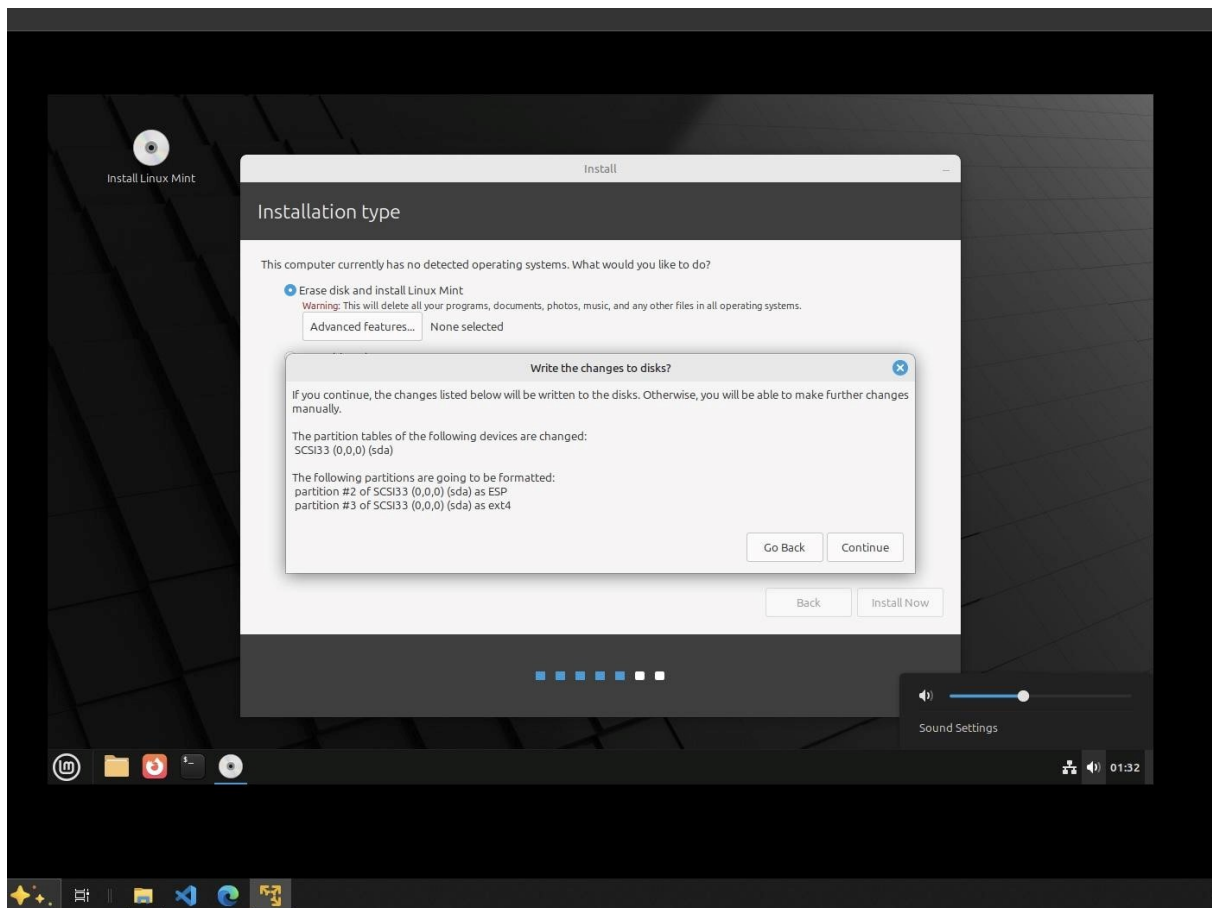 Install Linux Mint
Install
Installation type
This computer currently has no detected operating systems. What would you like to do?
Erase disk and install Linux Mint
Warning: This will delete all your programs, documents, photos, music, and any other files in all operating systems.
Advanced features... None selected
Write the changes to disks?
If you continue, the changes listed below will be written to the disks. Otherwise, you will be able to make further changes
manually.
The partition tables of the following devices are changed:
SCSI33 (0,0,0) (sda)
The following partitions are going to be formatted:
partition #2 of SCSI33 (0,0,0) (sda) as ESP
partition #3 of SCSI33 (0,0,0) (sda) as ext4
Go Back Continue
Back Install Now
Sound Settings
01:32